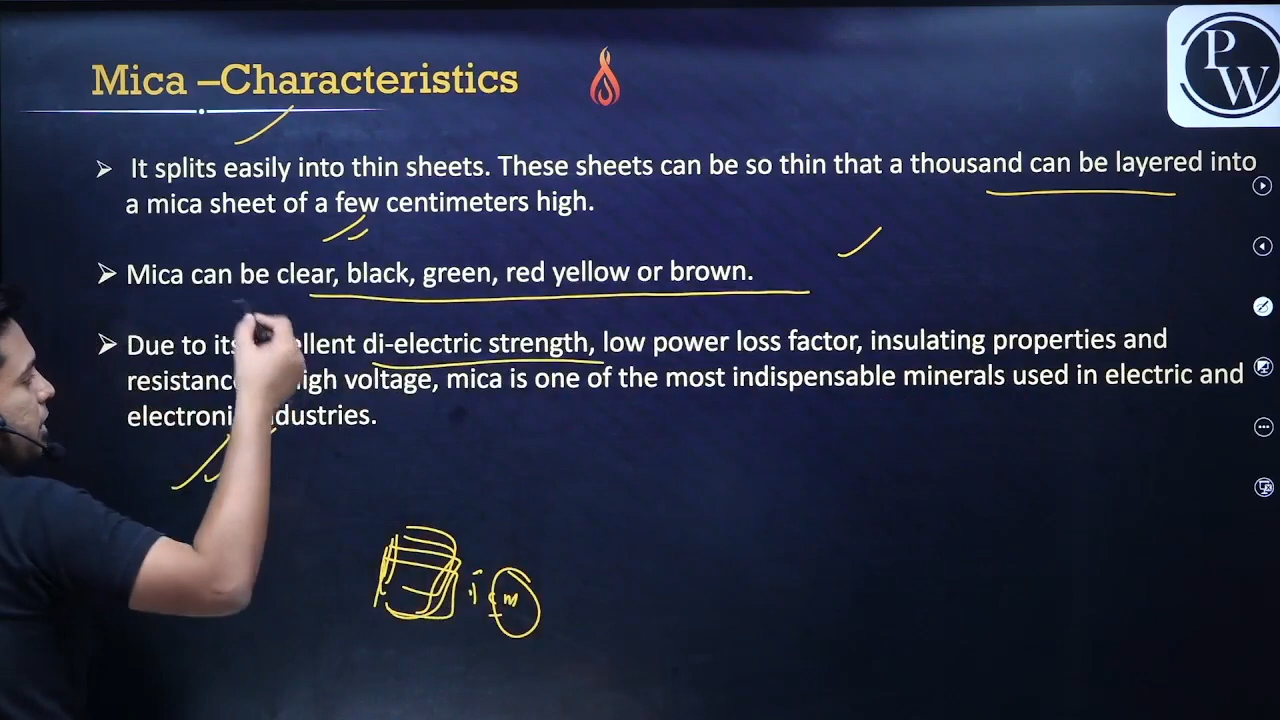 Mica –Characteristics
PW
It splits easily into thin sheets. These sheets can be so thin that a thousand can be layered into
a mica sheet of a few centimeters high.
Mica can be clear, black, green, red yellow or brown.
Due to its ellent di-electric strength, low power loss factor, insulating properties and
resistance high voltage, mica is one of the most indispensable minerals used in electric and
electroni dustries.